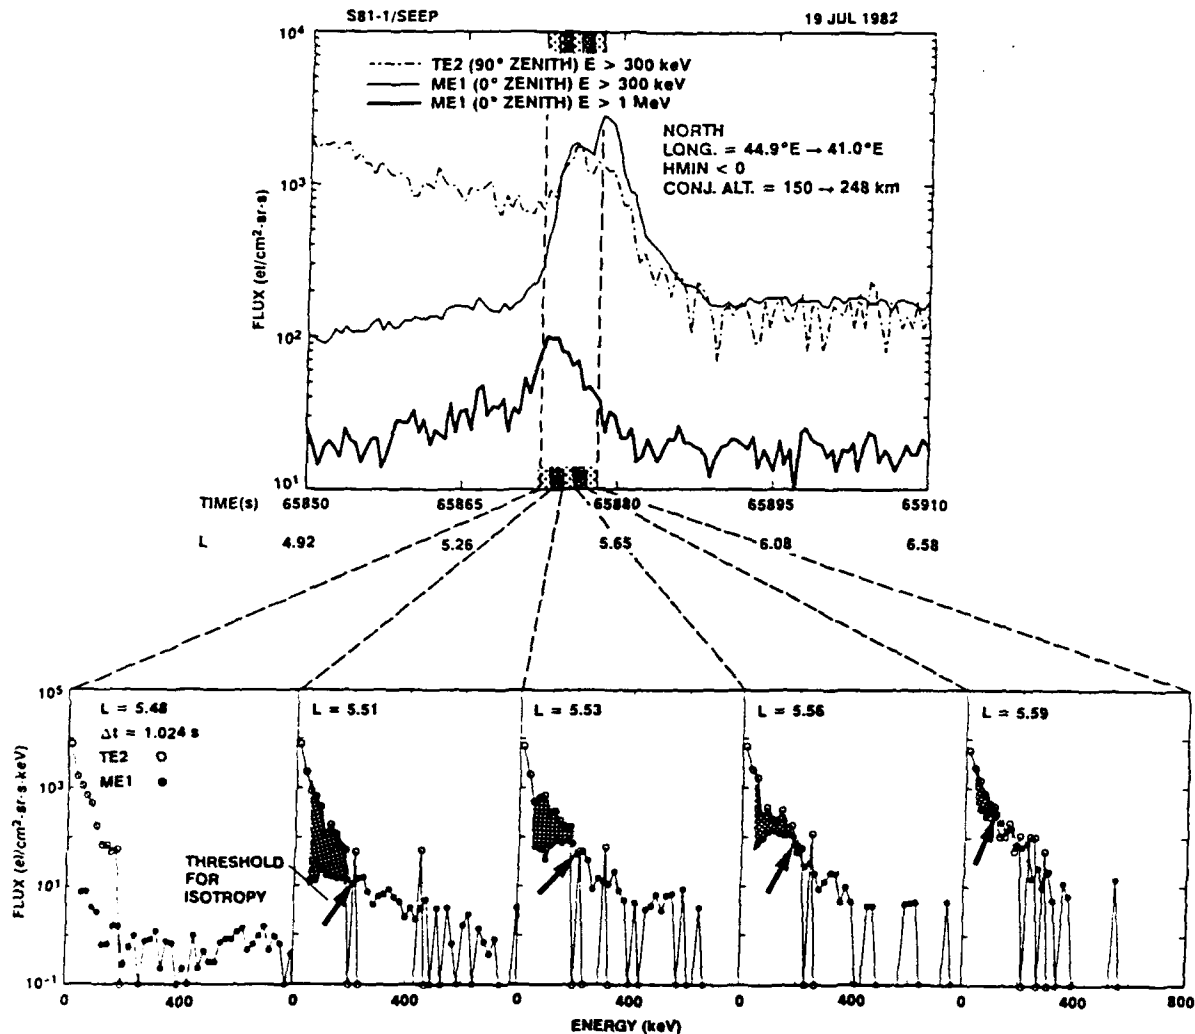 S81-1/SEEP 19 JUL 1982
10⁴
TE2 (90° ZENITH) E > 300 keV
ME1 (0° ZENITH) E > 300 keV
ME1 (0° ZENITH) E > 1 MeV
NORTH
LONG. = 44.9°E → 41.0°E
HMIN < 0
CONJ. ALT. = 150 → 248 km
10³
FLUX (el/cm²·sr·s)
10²
10¹
TIME(s) 65850 65865 65880 65895 65910
L 4.92 5.26 5.65 6.08 6.58
10⁵
L = 5.48 L = 5.51 L = 5.53 L = 5.56 L = 5.59
Δt = 1.024 s
TE2 ○
ME1 ●
10³
THRESHOLD
FOR
ISOTROPY
FLUX (el/cm²·sr·s·keV)
10¹
10⁻¹
0 400 0 400 0 400 0 400 0 400 800
ENERGY (keV)